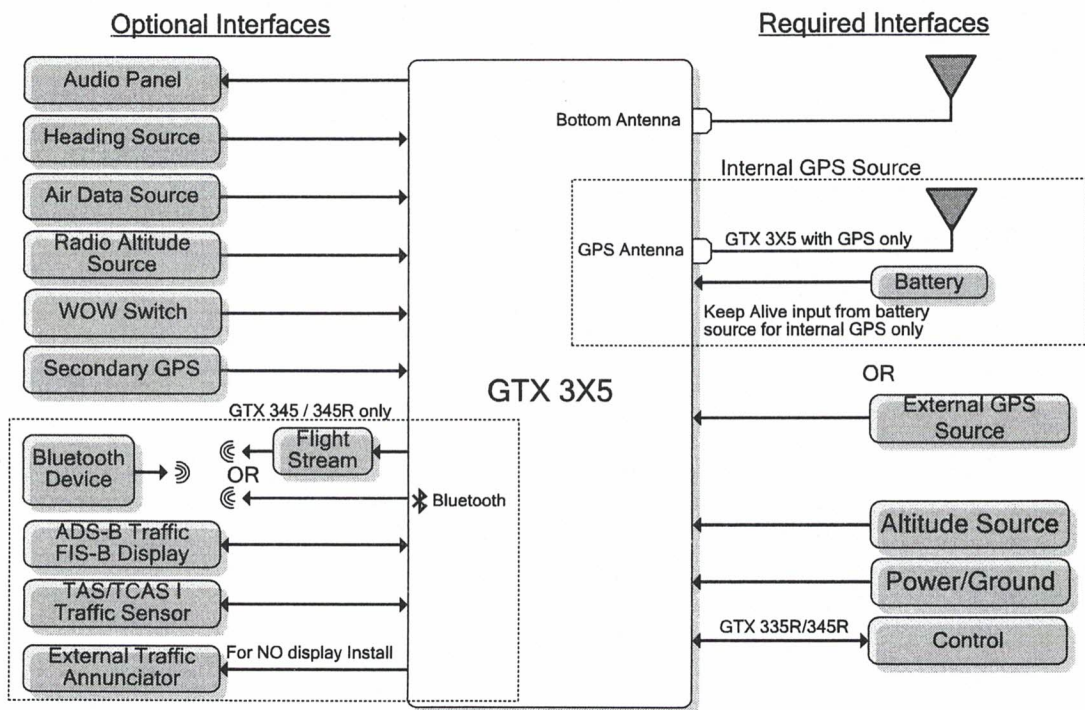 Optional Interfaces
Required Interfaces
Audio Panel
Heading Source
Air Data Source
Radio Altitude
Source
WOW Switch
Secondary GPS
GTX 345 / 345R only
Flight
Stream
Bluetooth
Device
OR
Bluetooth
ADS-B Traffic
FIS-B Display
TAS/TCAS I
Traffic Sensor
External Traffic
Annunciator
For NO display Install
GTX 3X5
Bottom Antenna
Internal GPS Source
GPS Antenna
GTX 3X5 with GPS only
Battery
Keep Alive input from battery
source for internal GPS only
OR
External GPS
Source
Altitude Source
Power/Ground
GTX 335R/345R
Control